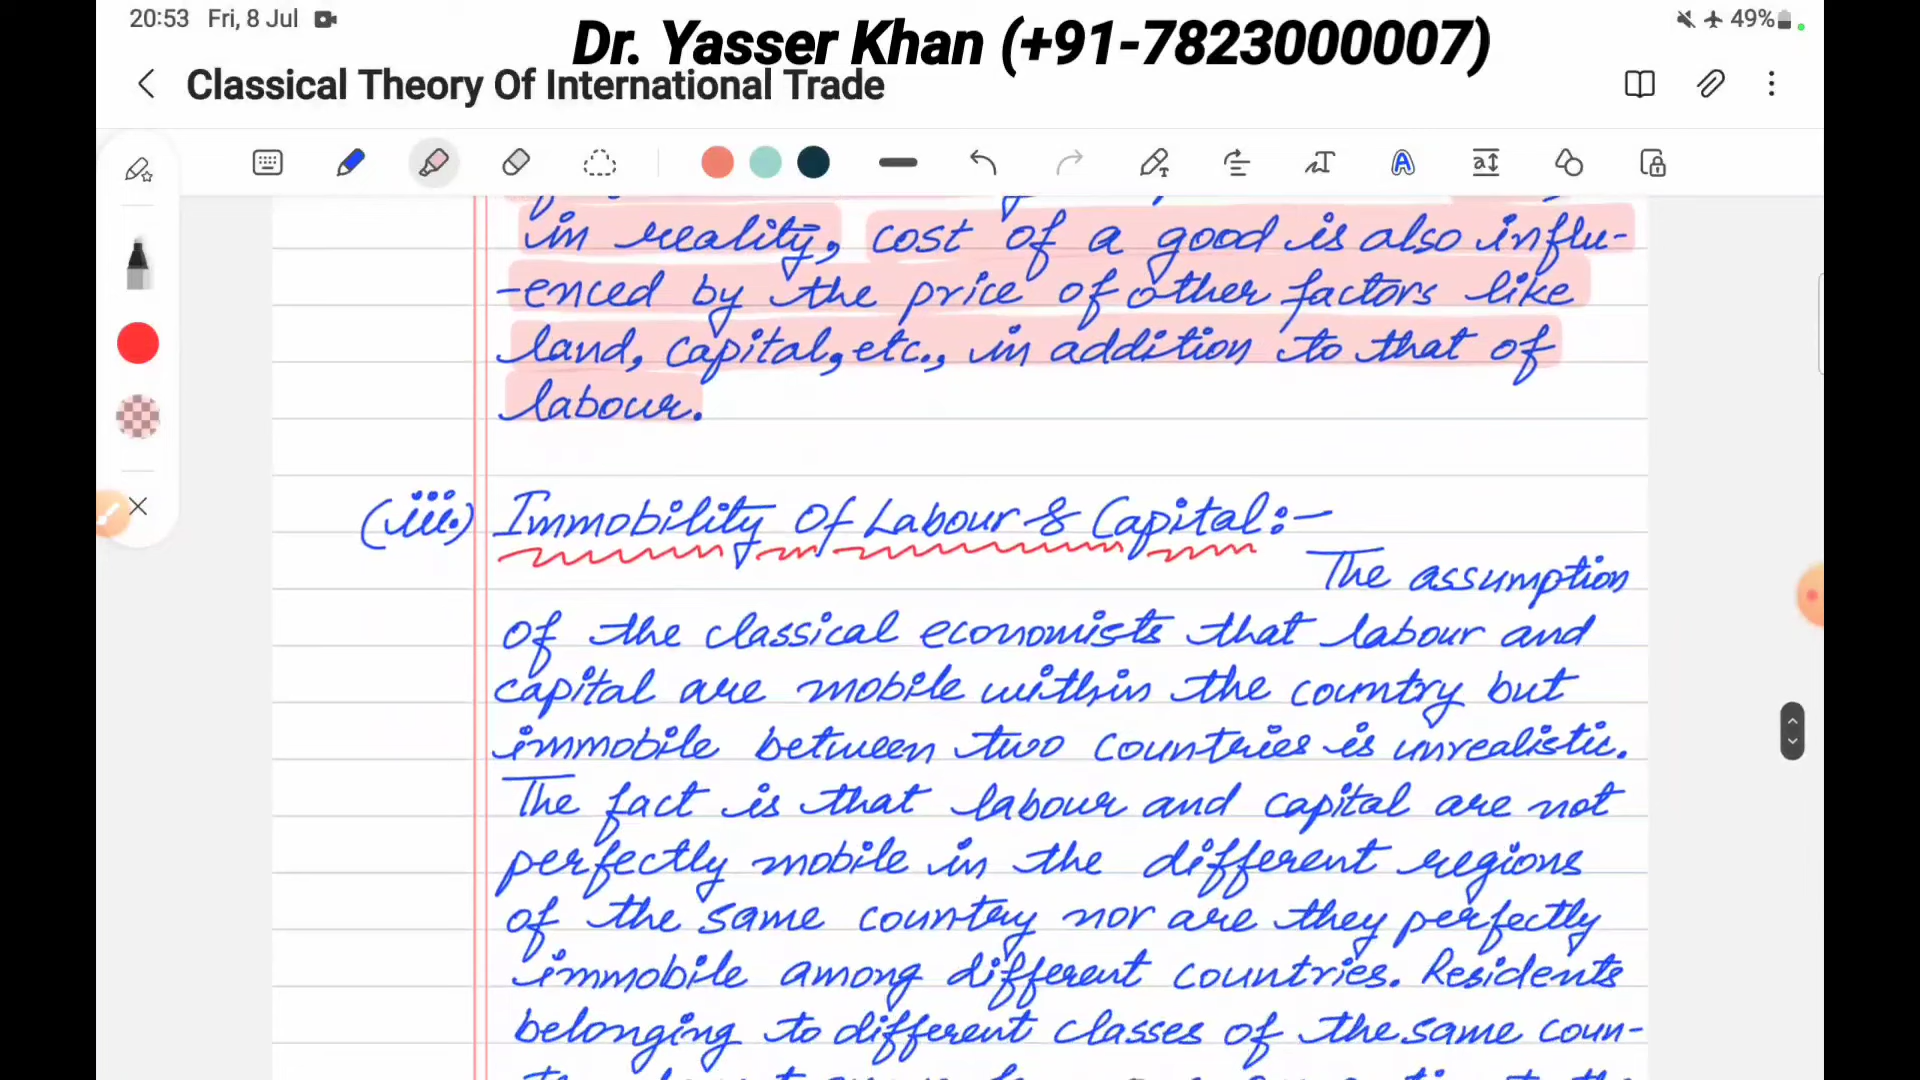 20:53 Fri, 8 Jul
49%
Dr. Yasser Khan (+91-7823000007)
Classical Theory Of International Trade
in reality, cost of a good is also influ-
-enced by the price of other factors like
land, capital, etc., in addition to that of
labour.
(iii.) Immobility Of Labour & Capital:-
The assumption
of the classical economists that labour and
capital are mobile within the country but
immobile between two countries is unrealistic.
The fact is that labour and capital are not
perfectly mobile in the different regions
of the same country nor are they perfectly
immobile among different countries. Residents
belonging to different classes of the same coun-